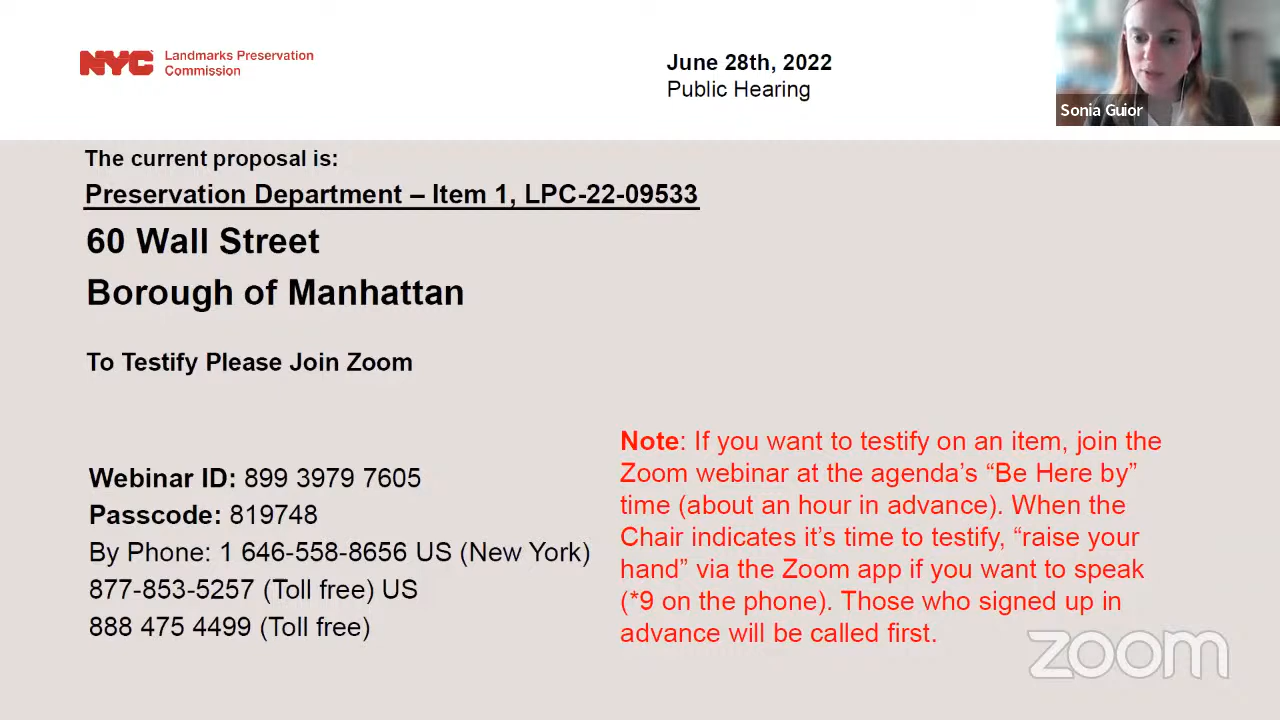 NYC Landmarks Preservation
Commission
June 28th, 2022
Public Hearing
Sonia Guior
The current proposal is:
Preservation Department – Item 1, LPC-22-09533
60 Wall Street
Borough of Manhattan
To Testify Please Join Zoom
Webinar ID: 899 3979 7605
Passcode: 819748
By Phone: 1 646-558-8656 US (New York)
877-853-5257 (Toll free) US
888 475 4499 (Toll free)
Note: If you want to testify on an item, join the
Zoom webinar at the agenda’s “Be Here by”
time (about an hour in advance). When the
Chair indicates it’s time to testify, “raise your
hand” via the Zoom app if you want to speak
(*9 on the phone). Those who signed up in
advance will be called first.
zoom